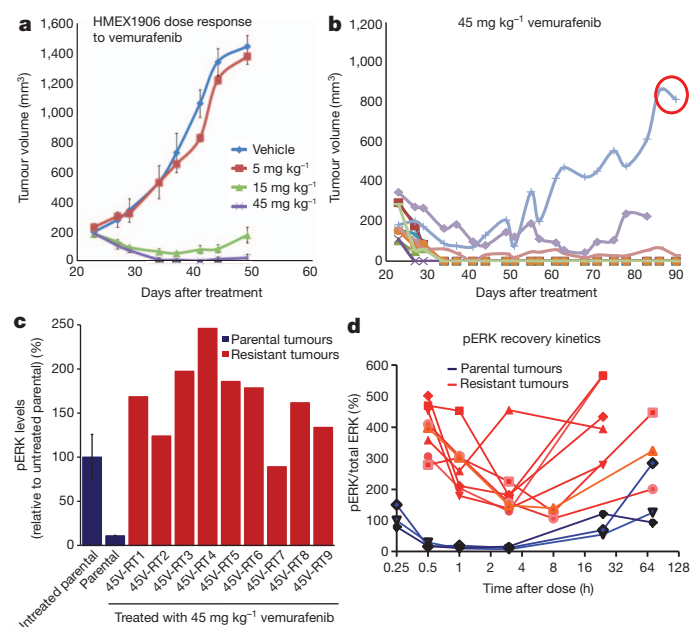 a
HMEX1906 dose response
to vemurafenib
Tumour volume (mm³)
1,600
1,400
1,200
1,000
800
600
400
200
0
20
30
40
50
60
Days after treatment
Vehicle
5 mg kg⁻¹
15 mg kg⁻¹
45 mg kg⁻¹
b
45 mg kg⁻¹ vemurafenib
Tumour volume (mm³)
1,200
1,000
800
600
400
200
0
20
30
40
50
60
70
80
90
Days after treatment
c
pERK levels
(relative to untreated parental) (%)
250
200
150
100
50
0
Parental tumours
Resistant tumours
Untreated parental
Parental
45V-RT1
45V-RT2
45V-RT3
45V-RT4
45V-RT5
45V-RT6
45V-RT7
45V-RT8
45V-RT9
Treated with 45 mg kg⁻¹ vemurafenib
d
pERK recovery kinetics
Parental tumours
Resistant tumours
pERK/total ERK (%)
600
500
400
300
200
100
0
0.25
0.5
1
2
4
8
16
32
64
128
Time after dose (h)